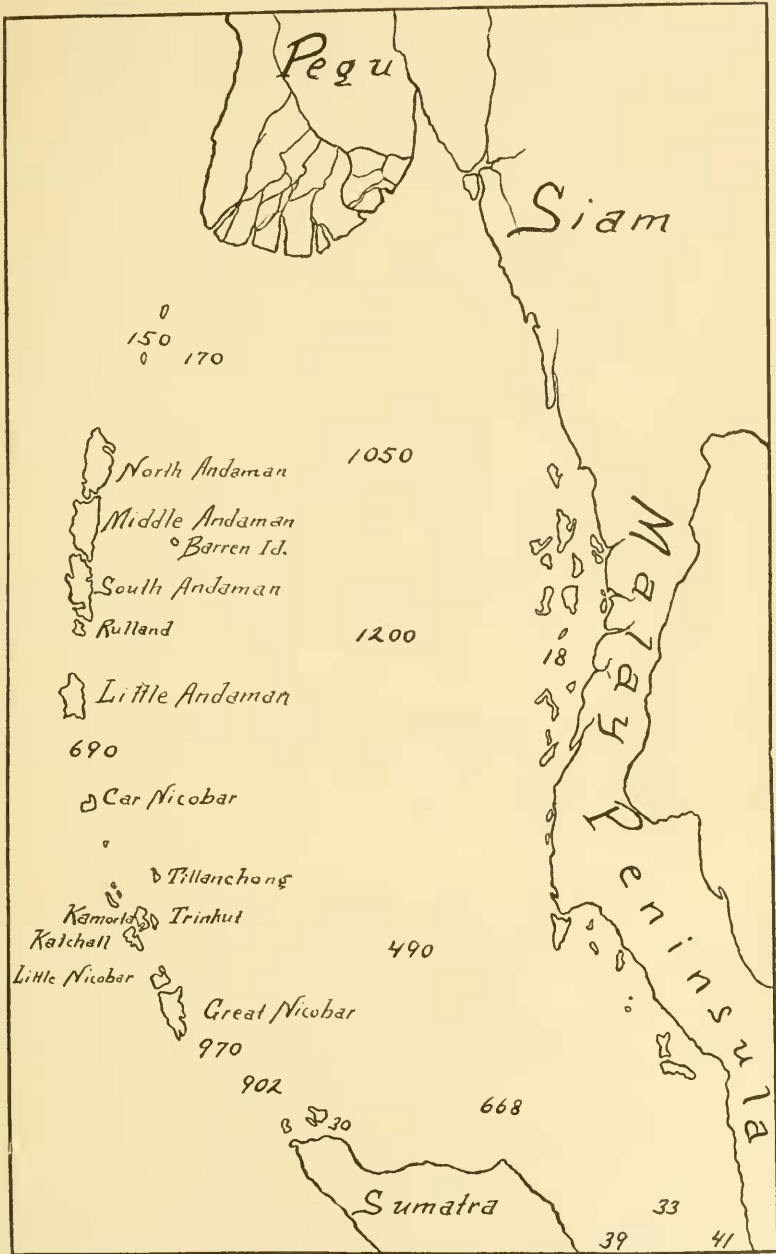 Pegu
Siam
150
170
1050
North Andaman
Middle Andaman
Barren Id.
South Andaman
Rulland
1200
18
Malay Peninsula
Little Andaman
690
Car Nicobar
Tillanchong
Kamorta Trinkut
Katchall
490
Little Nicobar
Great Nicobar
970
902
668
30
Sumatra
33
39
41